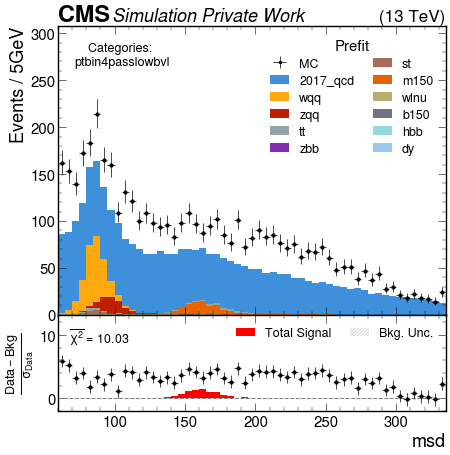 CMS Simulation Private Work (13 TeV)
Events / 5GeV
300
250
200
150
100
50
0
Categories:
ptbin4passlowbvl
Prefit
MC
2017_qcd
wqq
zqq
tt
zbb
st
m150
wlnu
b150
hbb
dy
Data − Bkg
σData
10
0
χ² = 10.03
Total Signal
Bkg. Unc.
100 150 200 250 300
msd